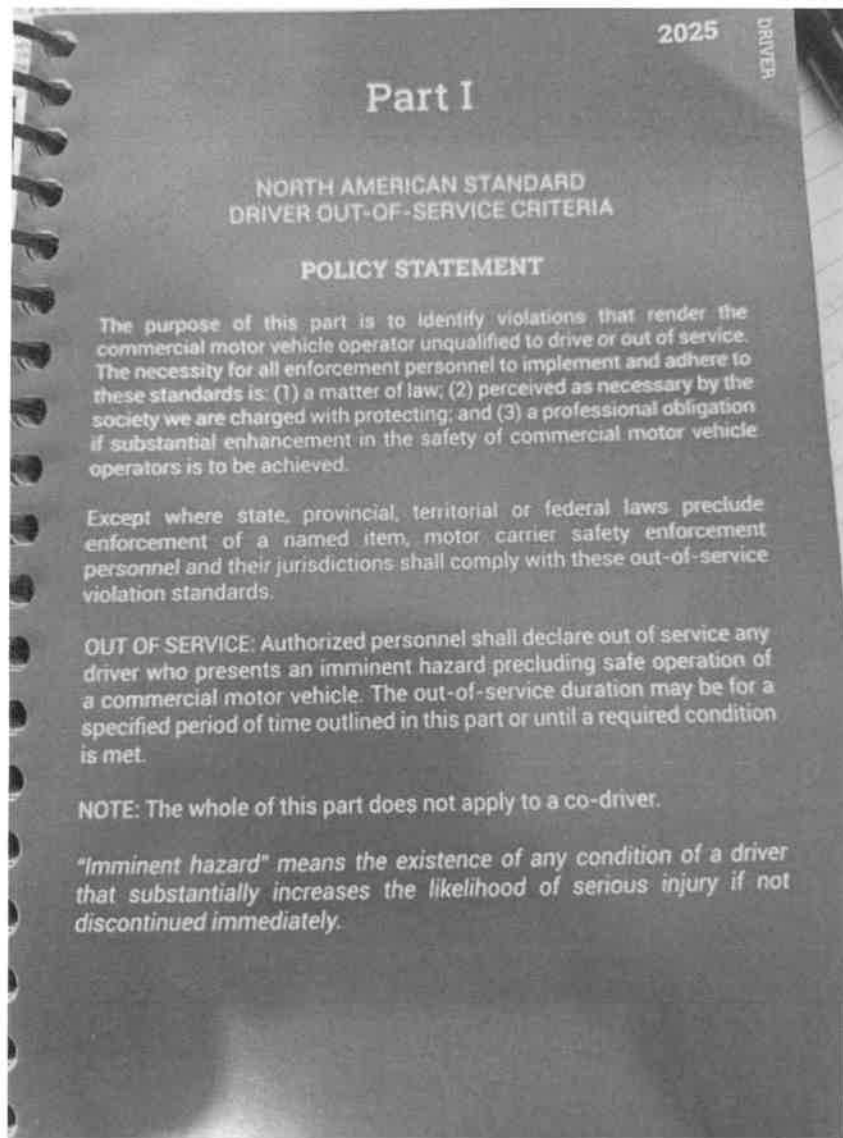 2025
DRIVER
Part I
NORTH AMERICAN STANDARD
DRIVER OUT-OF-SERVICE CRITERIA
POLICY STATEMENT
The purpose of this part is to identify violations that render the
commercial motor vehicle operator unqualified to drive or out of service.
The necessity for all enforcement personnel to implement and adhere to
these standards is: (1) a matter of law; (2) perceived as necessary by the
society we are charged with protecting; and (3) a professional obligation
if substantial enhancement in the safety of commercial motor vehicle
operators is to be achieved.
Except where state, provincial, territorial or federal laws preclude
enforcement of a named item, motor carrier safety enforcement
personnel and their jurisdictions shall comply with these out-of-service
violation standards.
OUT OF SERVICE: Authorized personnel shall declare out of service any
driver who presents an imminent hazard precluding safe operation of
a commercial motor vehicle. The out-of-service duration may be for a
specified period of time outlined in this part or until a required condition
is met.
NOTE: The whole of this part does not apply to a co-driver.
"Imminent hazard" means the existence of any condition of a driver
that substantially increases the likelihood of serious injury if not
discontinued immediately.